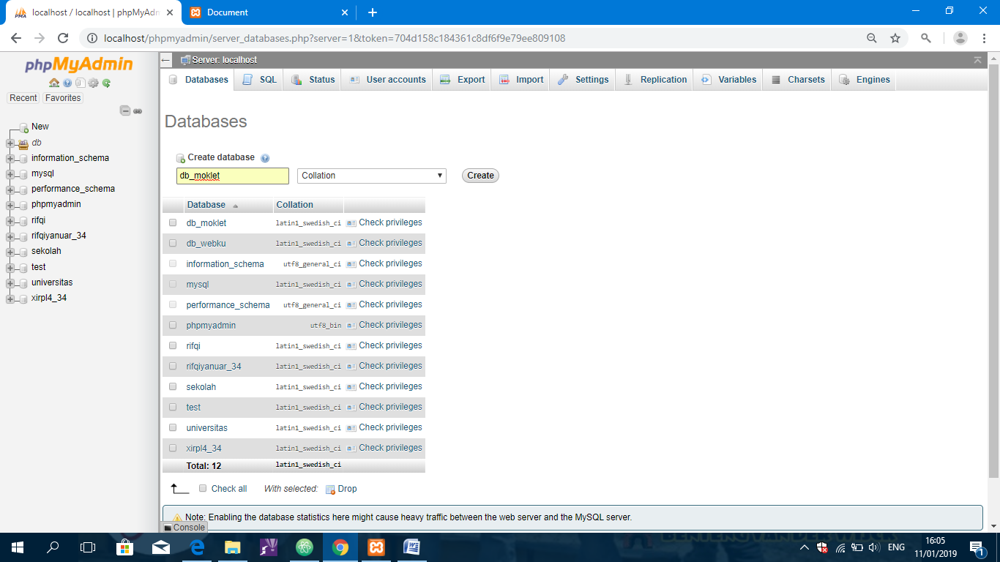 localhost / localhost | phpMyAdm
Document
localhost/phpmyadmin/server_databases.php?server=1&token=704d158c184361c8df6f9e79ee809108
phpMyAdmin
Recent Favorites
New
db
information_schema
mysql
performance_schema
phpmyadmin
rifqi
rifqiyanuar_34
sekolah
test
universitas
xirpl4_34
Server: localhost
Databases SQL Status User accounts Export Import Settings Replication Variables Charsets Engines
Databases
Create database
db_moklet Collation Create
Database Collation
db_moklet latin1_swedish_ci Check privileges
db_webku latin1_swedish_ci Check privileges
information_schema utf8_general_ci Check privileges
mysql latin1_swedish_ci Check privileges
performance_schema utf8_general_ci Check privileges
phpmyadmin utf8_bin Check privileges
rifqi latin1_swedish_ci Check privileges
rifqiyanuar_34 latin1_swedish_ci Check privileges
sekolah latin1_swedish_ci Check privileges
test latin1_swedish_ci Check privileges
universitas latin1_swedish_ci Check privileges
xirpl4_34 latin1_swedish_ci Check privileges
Total: 12 latin1_swedish_ci
Check all With selected: Drop
Note: Enabling the database statistics here might cause heavy traffic between the web server and the MySQL server.
Console
ENG
16:05
11/01/2019
1